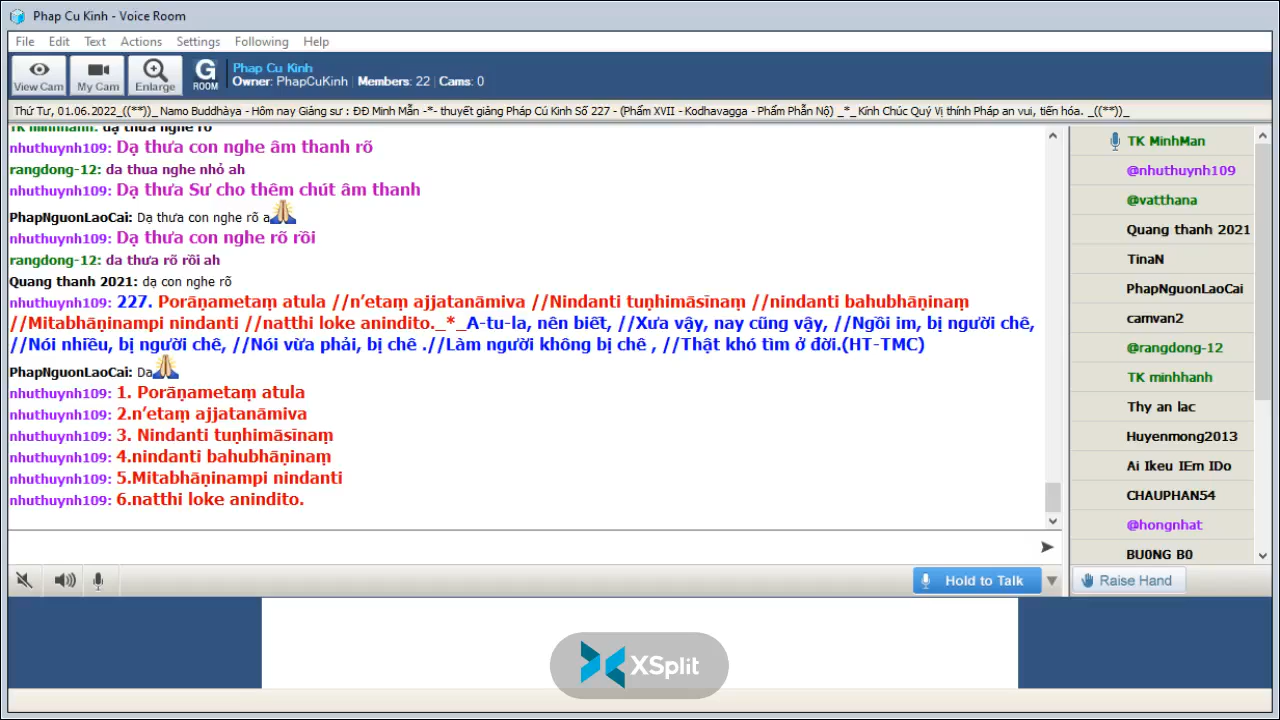 Phap Cu Kinh - Voice Room
File Edit Text Actions Settings Following Help
View Cam My Cam Enlarge G ROOM
Phap Cu Kinh
Owner: PhapCuKinh | Members: 22 | Cams: 0
Thứ Tư, 01.06.2022_((**))_ Namo Buddhàya - Hôm nay Giảng sư : ĐĐ Minh Mẫn -*- thuyết giảng Pháp Cú Kinh Số 227 - (Phẩm XVII - Kodhavagga - Phẩm Phẫn Nộ) _*_ Kính Chúc Quý Vị thính Pháp an vui, tiến hóa. _((**))_
TK minhhanh: dạ thưa nghe rõ
nhuthuynh109: Dạ thưa con nghe âm thanh rõ
rangdong-12: da thua nghe nhỏ ah
nhuthuynh109: Dạ thưa Sư cho thêm chút âm thanh
PhapNguonLaoCai: Dạ thưa con nghe rõ a
nhuthuynh109: Dạ thưa con nghe rõ rồi
rangdong-12: da thưa rõ rồi ah
Quang thanh 2021: dạ con nghe rõ
nhuthuynh109: 227. Porāṇametaṃ atula //n’etaṃ ajjatanāmiva //Nindanti tuṇhimāsīnaṃ //nindanti bahubhāṇinaṃ
//Mitabhāṇinampi nindanti //natthi loke anindito._*_A-tu-la, nên biết, //Xưa vậy, nay cũng vậy, //Ngồi im, bị người chê,
//Nói nhiều, bị người chê, //Nói vừa phải, bị chê .//Làm người không bị chê , //Thật khó tìm ở đời.(HT-TMC)
PhapNguonLaoCai: Dạ
nhuthuynh109: 1. Porāṇametaṃ atula
nhuthuynh109: 2.n’etaṃ ajjatanāmiva
nhuthuynh109: 3. Nindanti tuṇhimāsīnaṃ
nhuthuynh109: 4.nindanti bahubhāṇinaṃ
nhuthuynh109: 5.Mitabhāṇinampi nindanti
nhuthuynh109: 6.natthi loke anindito.
TK MinhMan
@nhuthuynh109
@vatthana
Quang thanh 2021
TinaN
PhapNguonLaoCai
camvan2
@rangdong-12
TK minhhanh
Thy an lac
Huyenmong2013
Ai Ikeu IEm IDo
CHAUPHAN54
@hongnhat
BU0NG B0
Hold to Talk
Raise Hand
XSplit